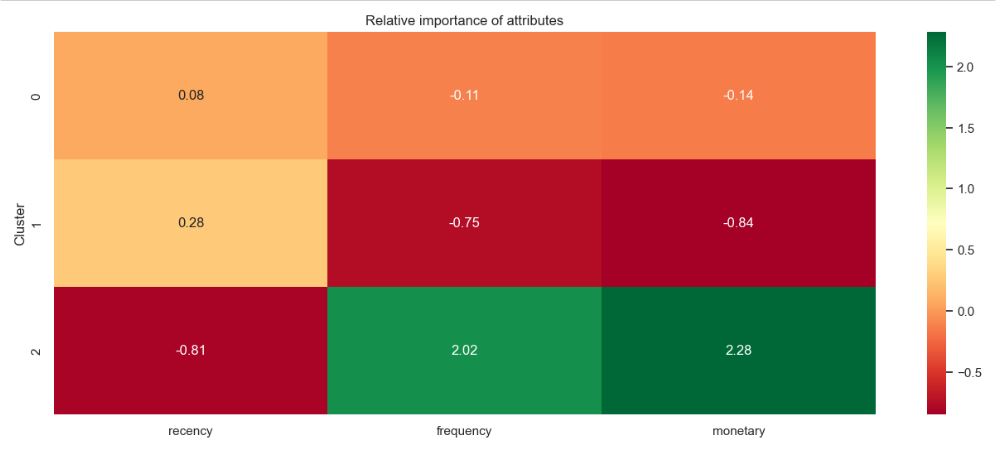 Relative importance of attributes
Cluster
0
0.08 -0.11 -0.14
1
0.28 -0.75 -0.84
2
-0.81 2.02 2.28
recency frequency monetary
2.0
1.5
1.0
0.5
0.0
−0.5